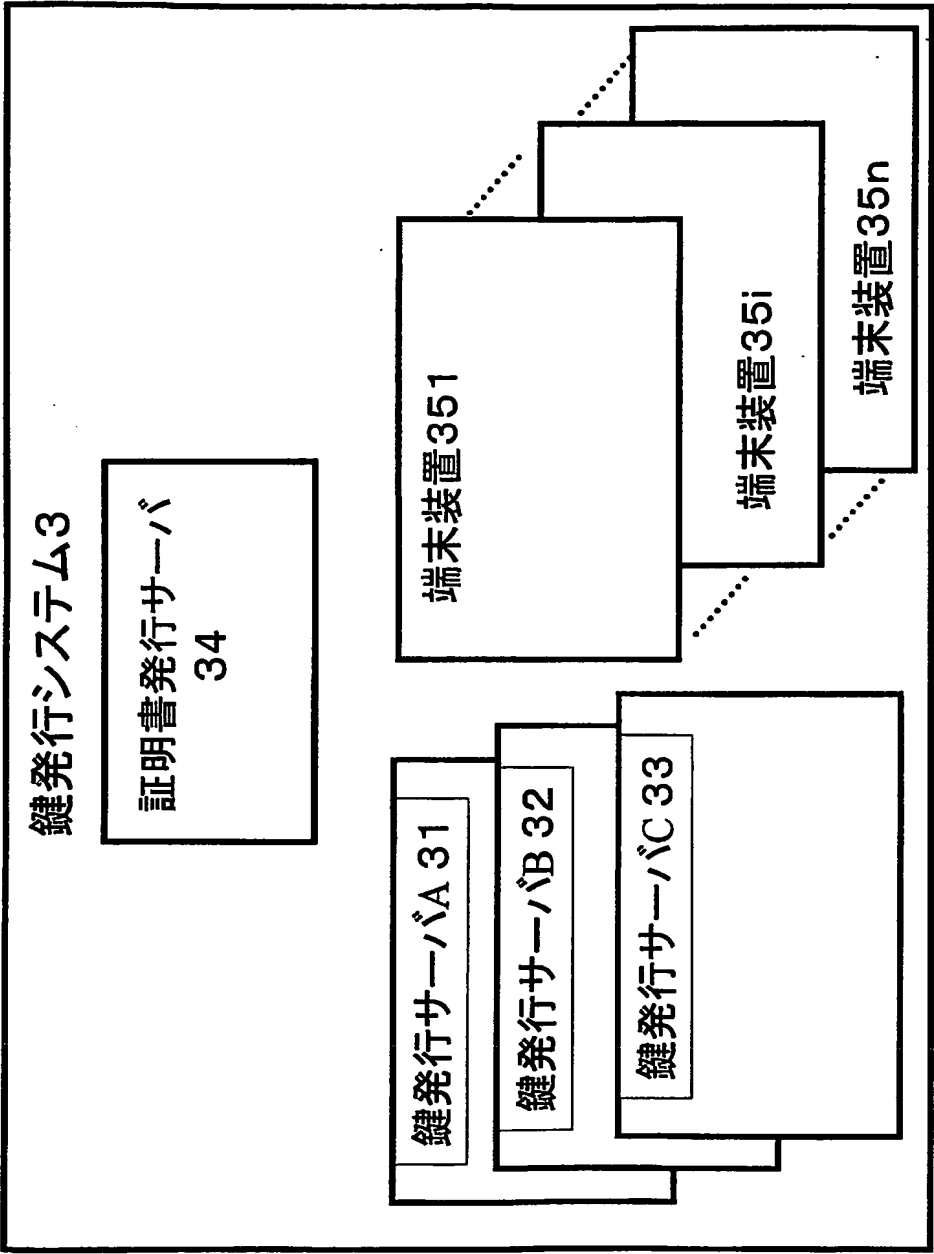 鍵発行システム3
証明書発行サーバ
34
鍵発行サーバA 31
鍵発行サーバB 32
鍵発行サーバC 33
端末装置351
端末装置35i
端末装置35n